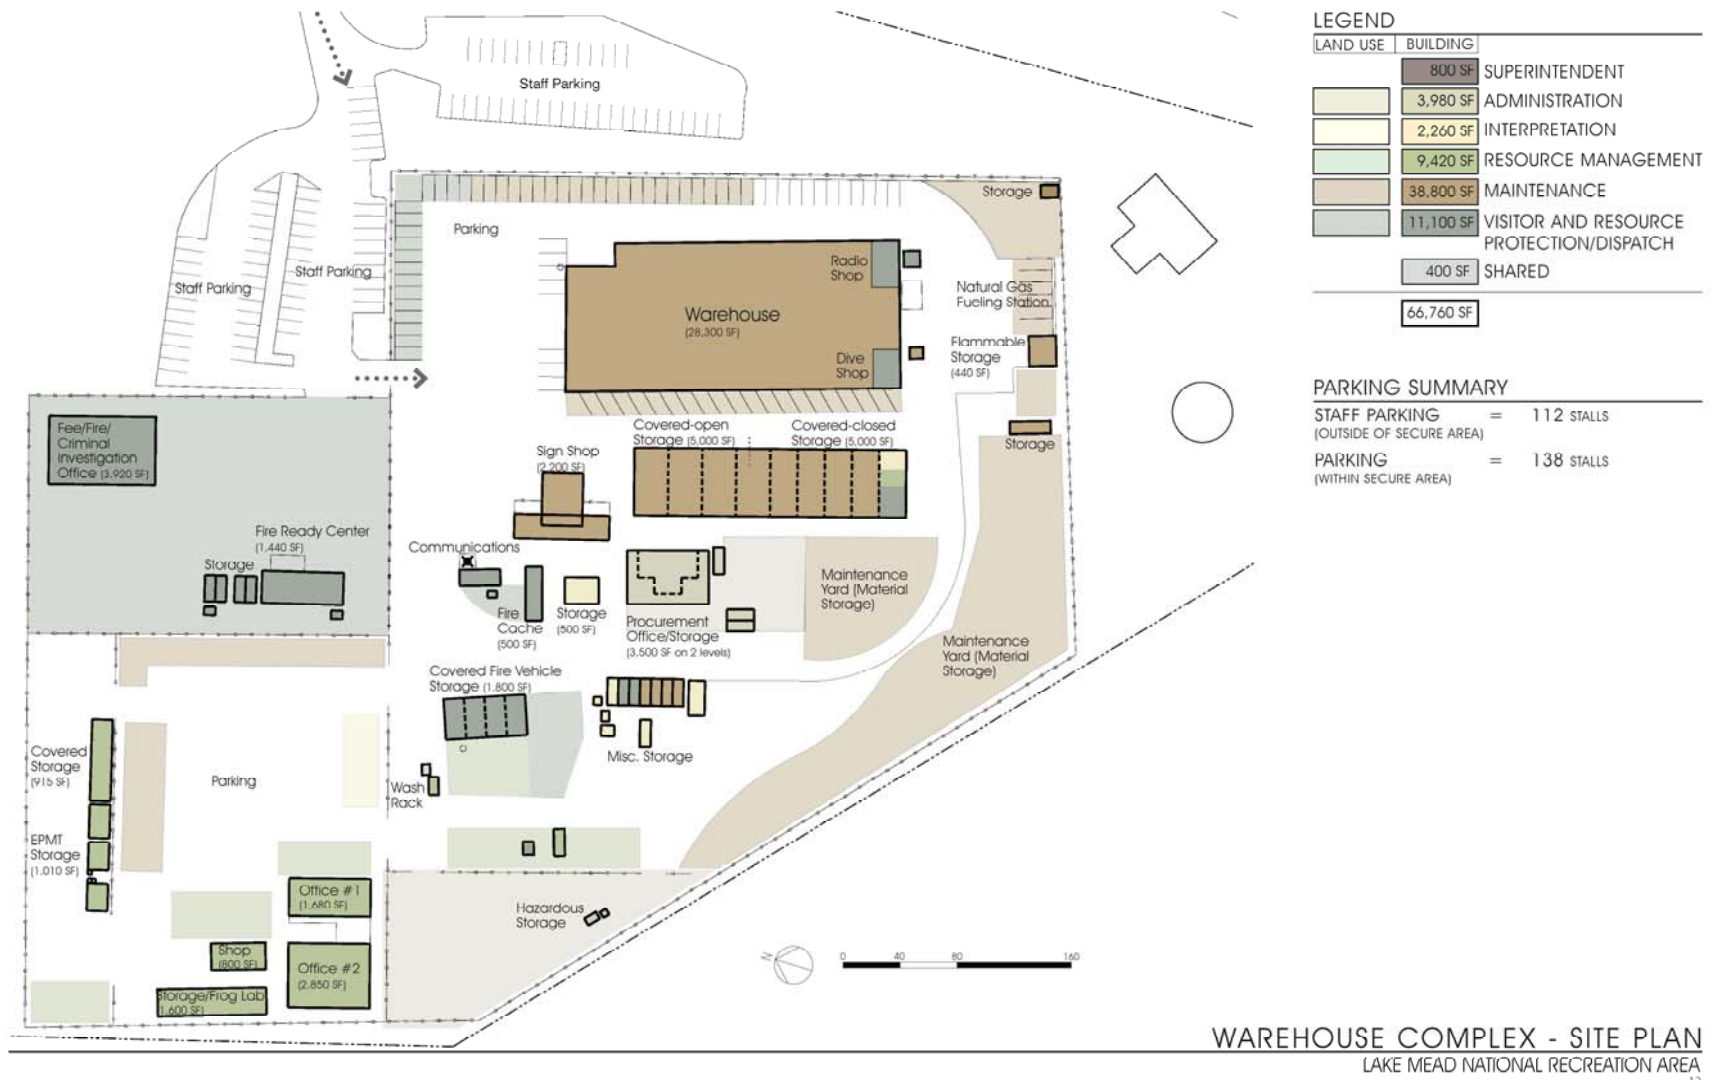 LEGEND
LAND USE BUILDING
800 SF SUPERINTENDENT
3,980 SF ADMINISTRATION
2,260 SF INTERPRETATION
9,420 SF RESOURCE MANAGEMENT
38,800 SF MAINTENANCE
11,100 SF VISITOR AND RESOURCE
PROTECTION/DISPATCH
400 SF SHARED
66,760 SF
PARKING SUMMARY
STAFF PARKING = 112 STALLS
(OUTSIDE OF SECURE AREA)
PARKING = 138 STALLS
(WITHIN SECURE AREA)
Staff Parking
Storage
Parking
Staff Parking
Staff Parking
Radio
Shop
Natural Gas
Fueling Station
Warehouse
(28,300 SF)
Flammable
Storage
(440 SF)
Dive
Shop
Fee/Fire/
Criminal
Investigation
Office (3,920 SF)
Covered-open
Storage (5,000 SF)
Covered-closed
Storage (5,000 SF)
Storage
Sign Shop
(2,200 SF)
Fire Ready Center
(1,440 SF)
Storage
Communications
Fire
Cache
(500 SF)
Storage
(500 SF)
Procurement
Office/Storage
(3,500 SF on 2 levels)
Maintenance
Yard (Material
Storage)
Maintenance
Yard (Material
Storage)
Covered Fire Vehicle
Storage (1,800 SF)
Misc. Storage
Covered
Storage
(915 SF)
Parking
Wash
Rack
EPMT
Storage
(1,010 SF)
Office #1
(1,680 SF)
Hazardous
Storage
Shop
(800 SF)
Office #2
(2,850 SF)
Storage/Frog Lab
1,600 SF)
N
0 40 80 160
WAREHOUSE COMPLEX - SITE PLAN
LAKE MEAD NATIONAL RECREATION AREA